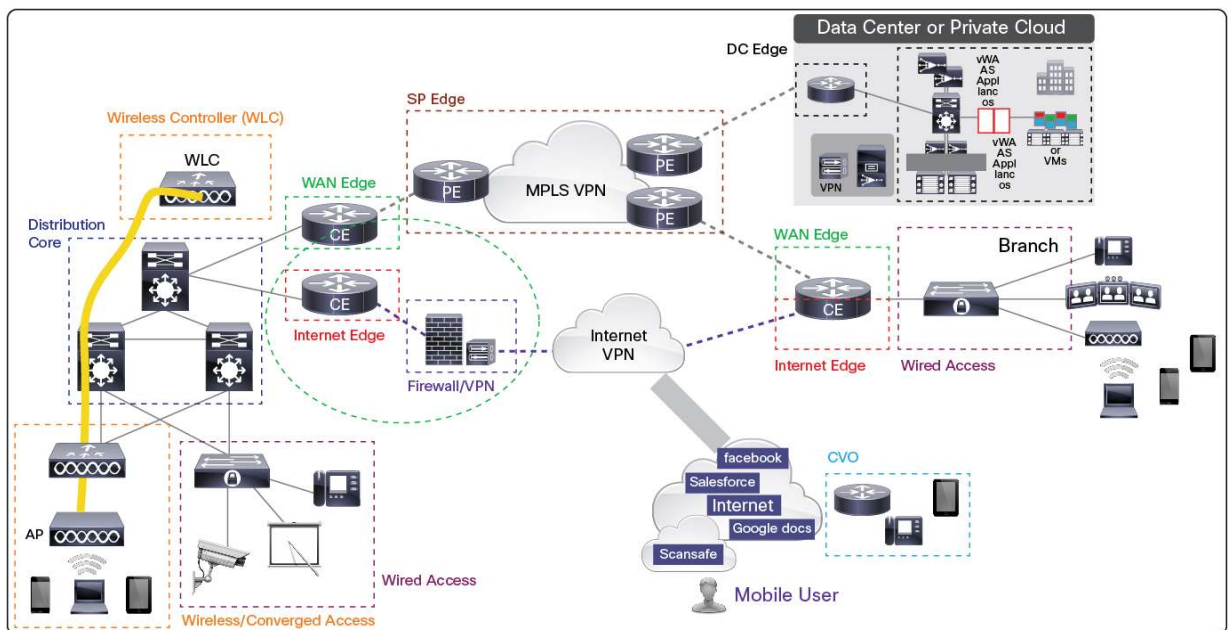 Data Center or Private Cloud
DC Edge
vWA
AS
Appl
ianc
os
vWA
AS
Appl
ianc
os
or
VMs
VPN
SP Edge
Wireless Controller (WLC)
WLC
WAN Edge
CE
PE
MPLS VPN
PE
PE
Distribution
Core
CE
Internet Edge
Firewall/VPN
Internet
VPN
WAN Edge
CE
Internet Edge
Branch
Wired Access
facebook
Salesforce
Internet
Google docs
Scansafe
CVO
Mobile User
AP
Wired Access
Wireless/Converged Access